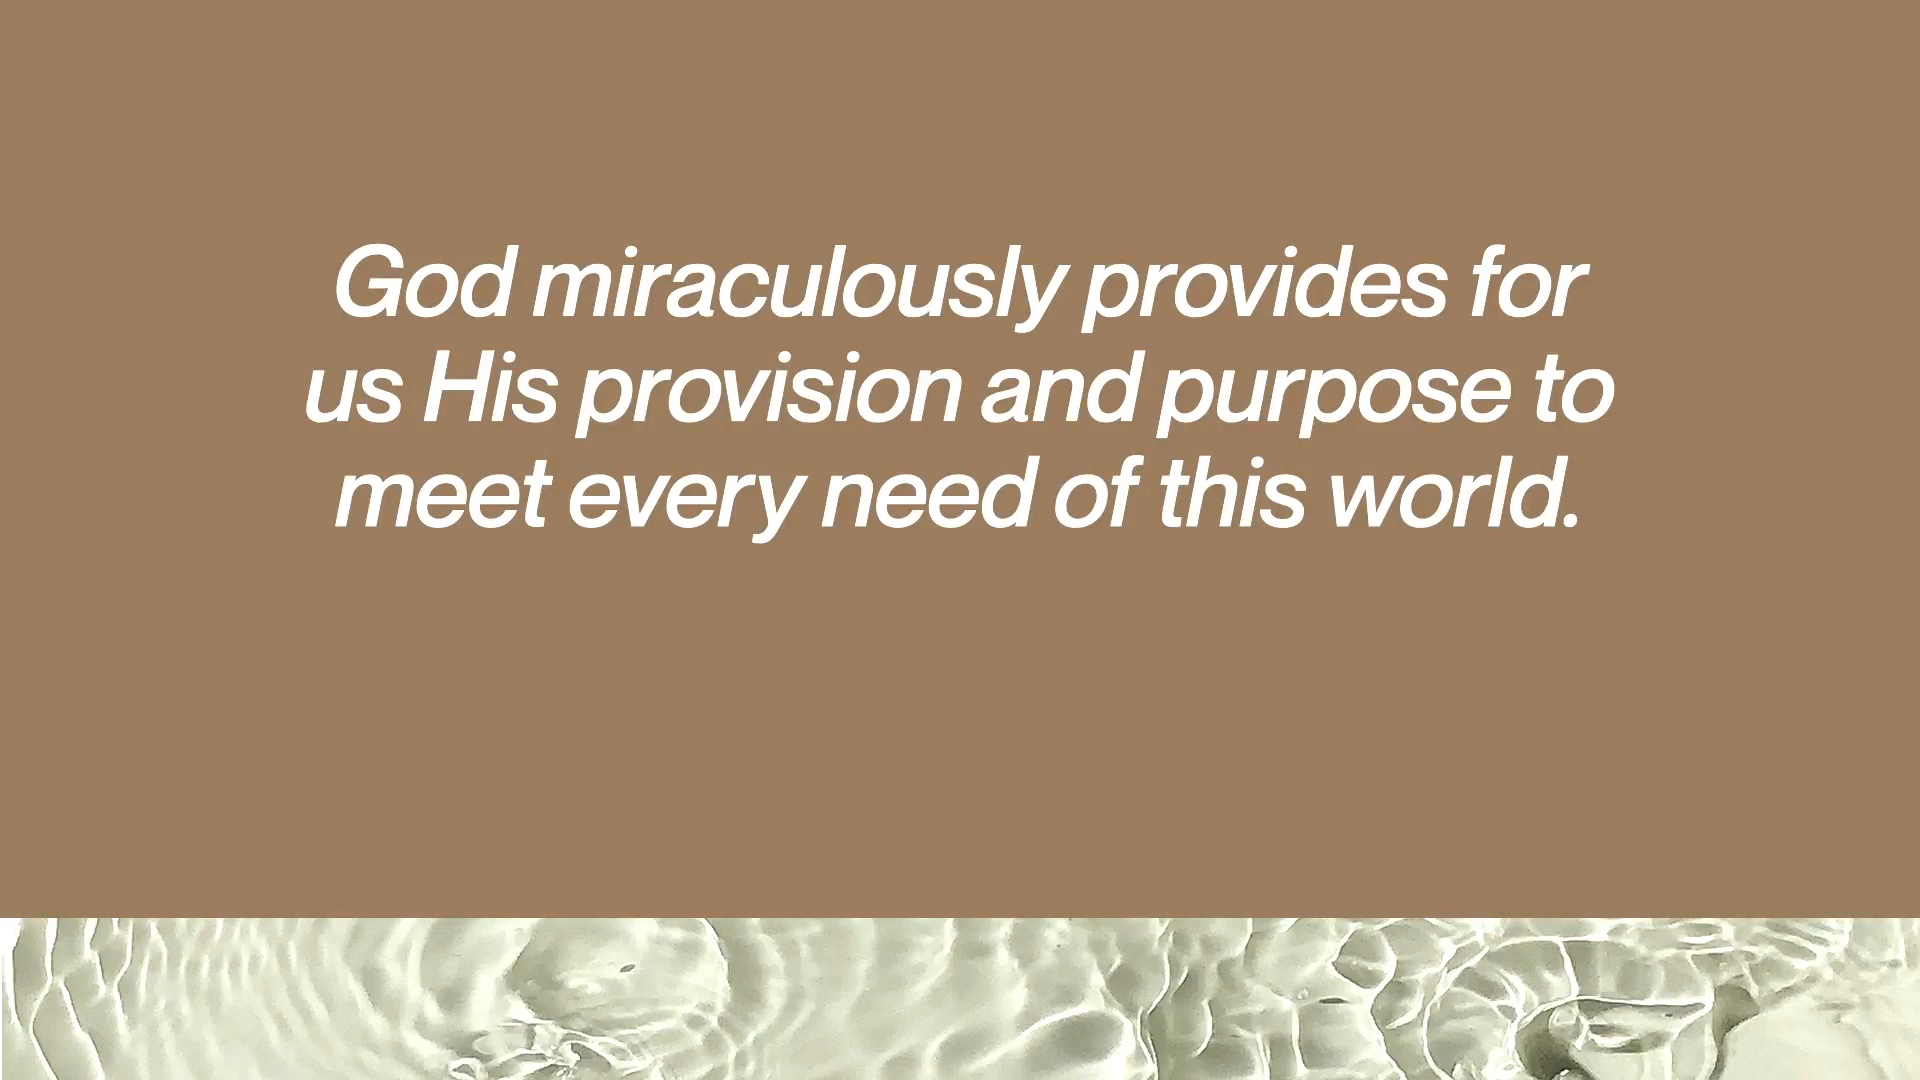 God miraculously provides for
us His provision and purpose to
meet every need of this world.